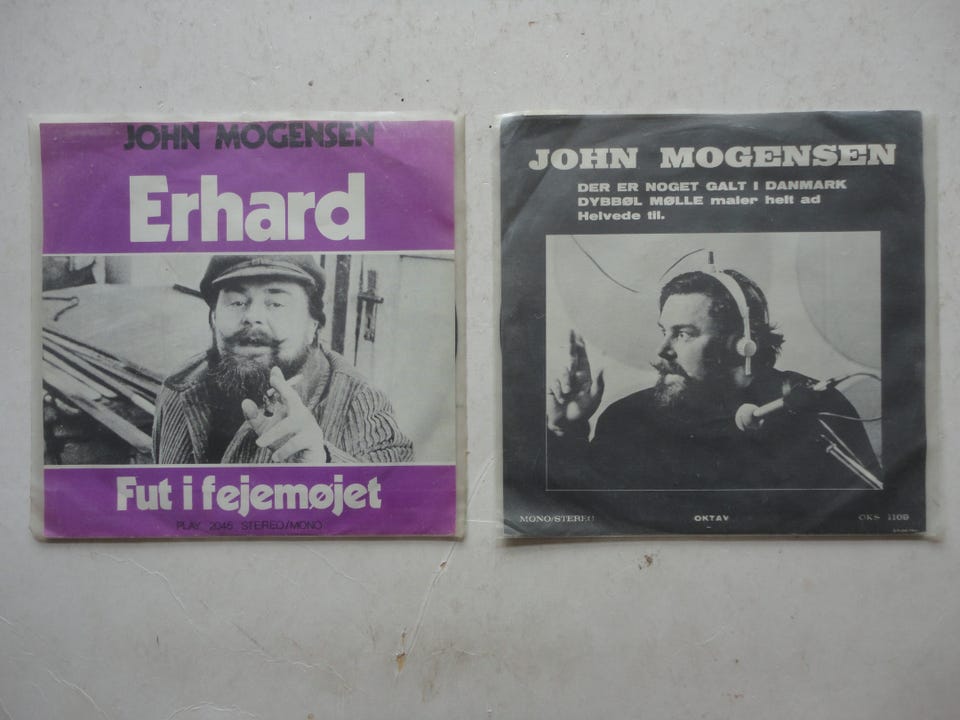 JOHN MOGENSEN
Erhard
Fut i fejemøjet
PLAY 2046 STEREO/MONO
JOHN MOGENSEN
DER ER NOGET GALT I DANMARK
DYBBØL MØLLE maler helt ad
Helvede til.
MONO/STEREO OKTAV OKS 1109